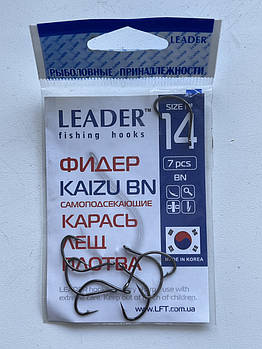 LEADER
РЫБОЛОВНЫЕ ПРИНАДЛЕЖНОСТИ
LEADER™
fishing hooks
SIZE
14
7 pcs
BN
ФИДЕР
KAIZU BN
САМОПОДСЕКАЮЩИЕ
КАРАСЬ
ЛЕЩ
ПЛОТВА
MADE IN KOREA
www.LFT.com.ua